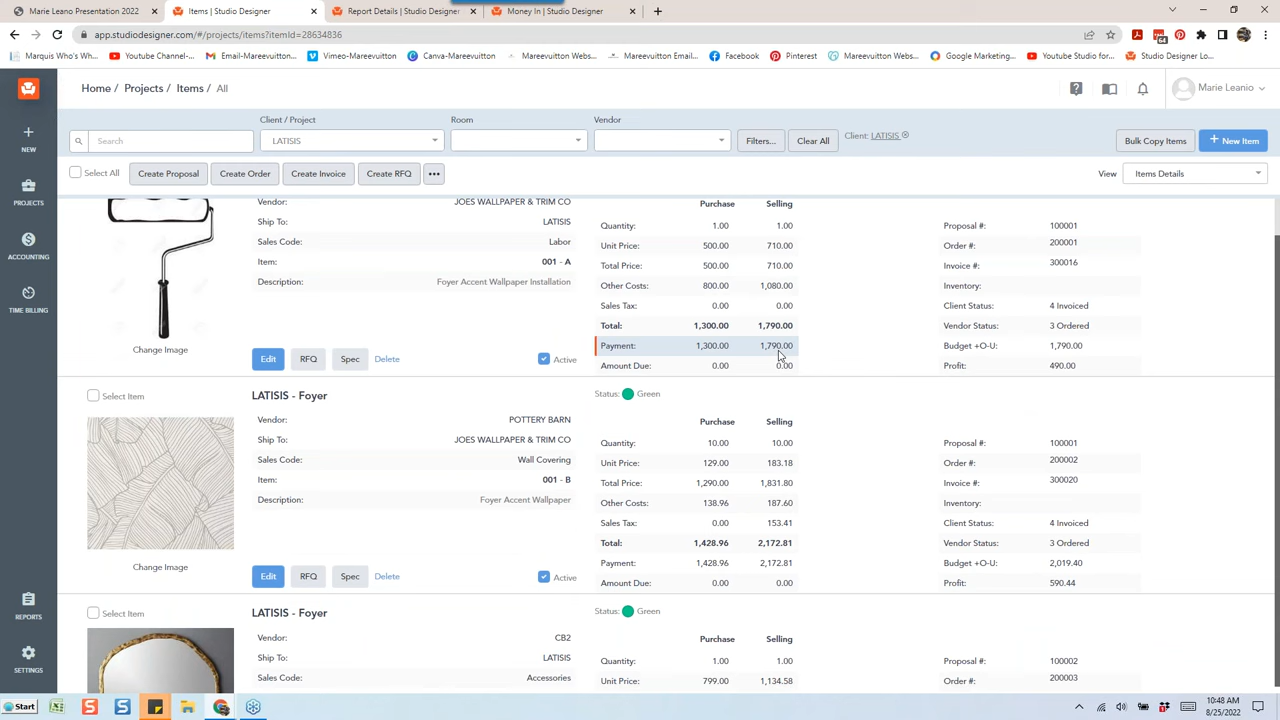 Marie Leano Presentation 2022
Items | Studio Designer
Report Details | Studio Designer
Money In | Studio Designer
app.studiodesigner.com/#/projects/items?itemId=28634836
64
Marquis Who's Wh...
Youtube Channel-...
Email-Mareevuitton
Vimeo-Mareevuitton
Canva-Mareevuitton
Mareevuitton Webs...
Mareevuitton Email...
Facebook
Pinterest
Mareevuitton Webs...
Google Marketing...
Youtube Studio for...
Studio Designer Lo...
Home / Projects / Items / All
Marie Leanio
NEW
PROJECTS
ACCOUNTING
TIME BILLING
REPORTS
SETTINGS
Client / Project
Room
Vendor
Search
LATISIS
Filters...
Clear All
Client: LATISIS
Bulk Copy Items
+ New Item
Select All
Create Proposal
Create Order
Create Invoice
Create RFQ
•••
View
Items Details
Vendor: JOES WALLPAPER & TRIM CO
Ship To: LATISIS
Sales Code: Labor
Item: 001 - A
Description: Foyer Accent Wallpaper Installation
Change Image
Edit
RFQ
Spec
Delete
Active
Purchase Selling
Quantity: 1.00 1.00
Unit Price: 500.00 710.00
Total Price: 500.00 710.00
Other Costs: 800.00 1,080.00
Sales Tax: 0.00 0.00
Total: 1,300.00 1,790.00
Payment: 1,300.00 1,790.00
Amount Due: 0.00 0.00
Proposal #: 100001
Order #: 200001
Invoice #: 300016
Inventory:
Client Status: 4 Invoiced
Vendor Status: 3 Ordered
Budget +O-U: 1,790.00
Profit: 490.00
Select Item
LATISIS - Foyer
Status: Green
Vendor: POTTERY BARN
Ship To: JOES WALLPAPER & TRIM CO
Sales Code: Wall Covering
Item: 001 - B
Description: Foyer Accent Wallpaper
Change Image
Edit
RFQ
Spec
Delete
Active
Purchase Selling
Quantity: 10.00 10.00
Unit Price: 129.00 183.18
Total Price: 1,290.00 1,831.80
Other Costs: 138.96 187.60
Sales Tax: 0.00 153.41
Total: 1,428.96 2,172.81
Payment: 1,428.96 2,172.81
Amount Due: 0.00 0.00
Proposal #: 100001
Order #: 200002
Invoice #: 300020
Inventory:
Client Status: 4 Invoiced
Vendor Status: 3 Ordered
Budget +O-U: 2,019.40
Profit: 590.44
Select Item
LATISIS - Foyer
Status: Green
Vendor: CB2
Ship To: LATISIS
Sales Code: Accessories
Purchase Selling
Quantity: 1.00 1.00
Unit Price: 799.00 1,134.58
Proposal #: 100002
Order #: 200003
Start
10:48 AM
8/25/2022